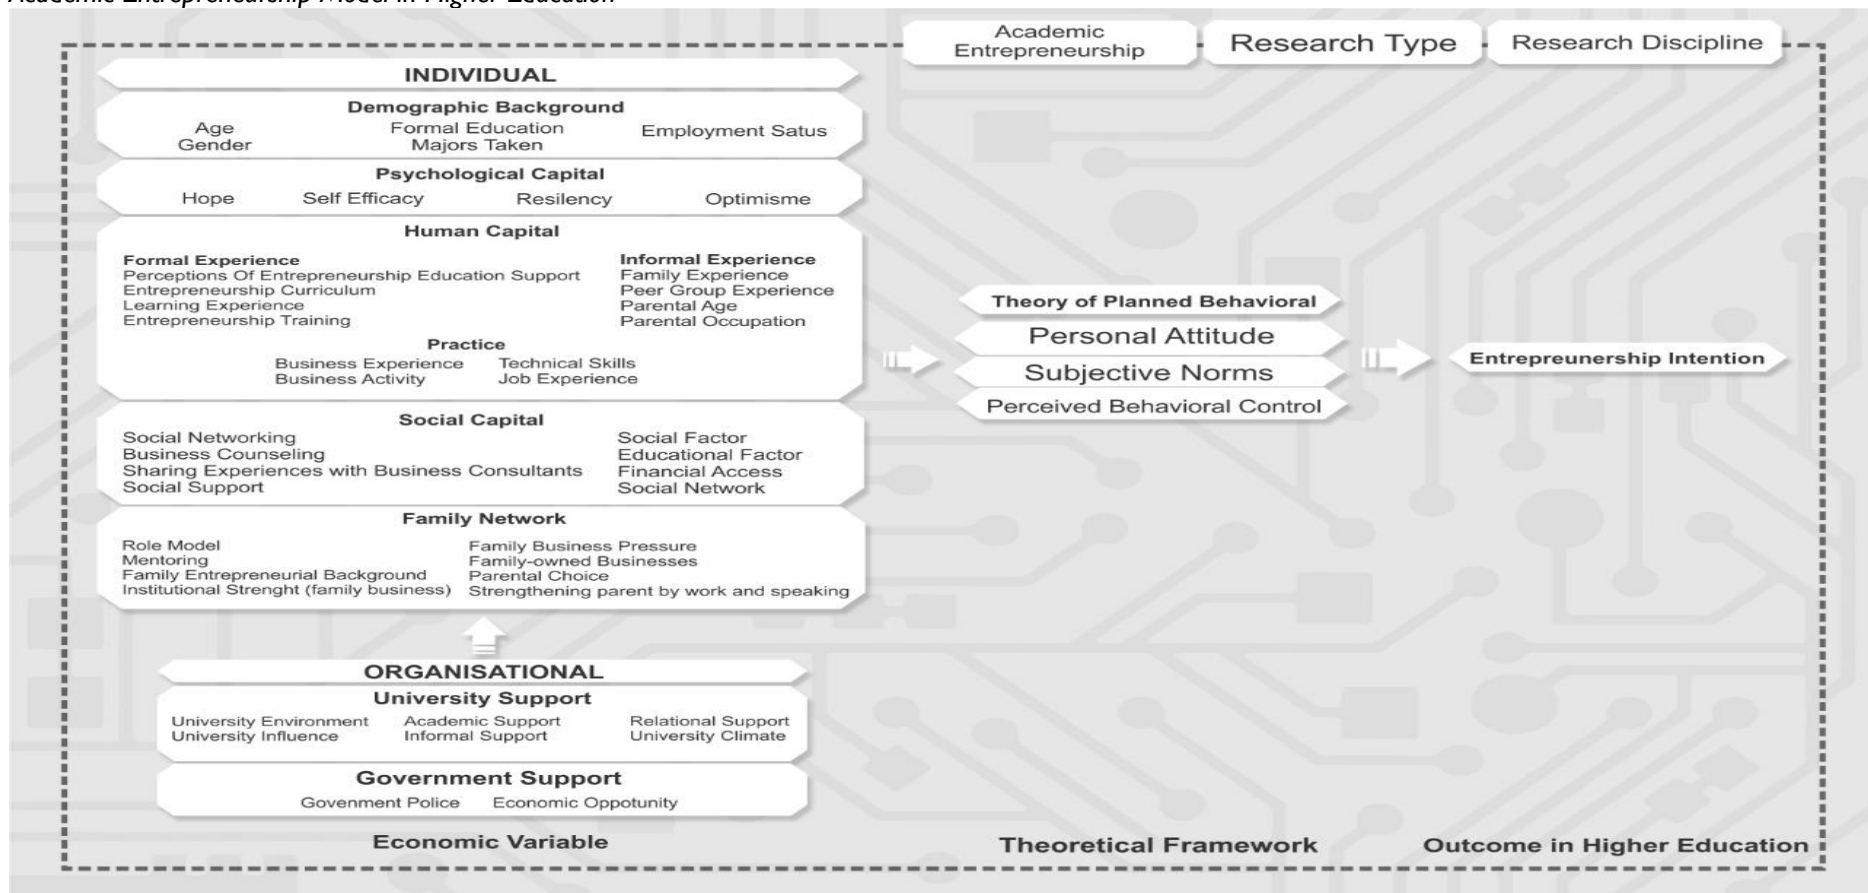 Academic Entrepreneurship Model in Higher Education
Academic
Entrepreneurship
Research Type
Research Discipline
INDIVIDUAL
Demographic Background
Age
Gender
Formal Education
Majors Taken
Employment Satus
Psychological Capital
Hope
Self Efficacy
Resilency
Optimisme
Human Capital
Formal Experience
Perceptions Of Entrepreneurship Education Support
Entrepreneurship Curriculum
Learning Experience
Entrepreneurship Training
Informal Experience
Family Experience
Peer Group Experience
Parental Age
Parental Occupation
Practice
Business Experience
Business Activity
Technical Skills
Job Experience
Social Capital
Social Networking
Business Counseling
Sharing Experiences with Business Consultants
Social Support
Social Factor
Educational Factor
Financial Access
Social Network
Family Network
Role Model
Mentoring
Family Entrepreneurial Background
Institutional Strenght (family business)
Family Business Pressure
Family-owned Businesses
Parental Choice
Strengthening parent by work and speaking
ORGANISATIONAL
University Support
University Environment
University Influence
Academic Support
Informal Support
Relational Support
University Climate
Government Support
Govenment Police
Economic Oppotunity
Theory of Planned Behavioral
Personal Attitude
Subjective Norms
Perceived Behavioral Control
Entrepreunership Intention
Economic Variable
Theoretical Framework
Outcome in Higher Education